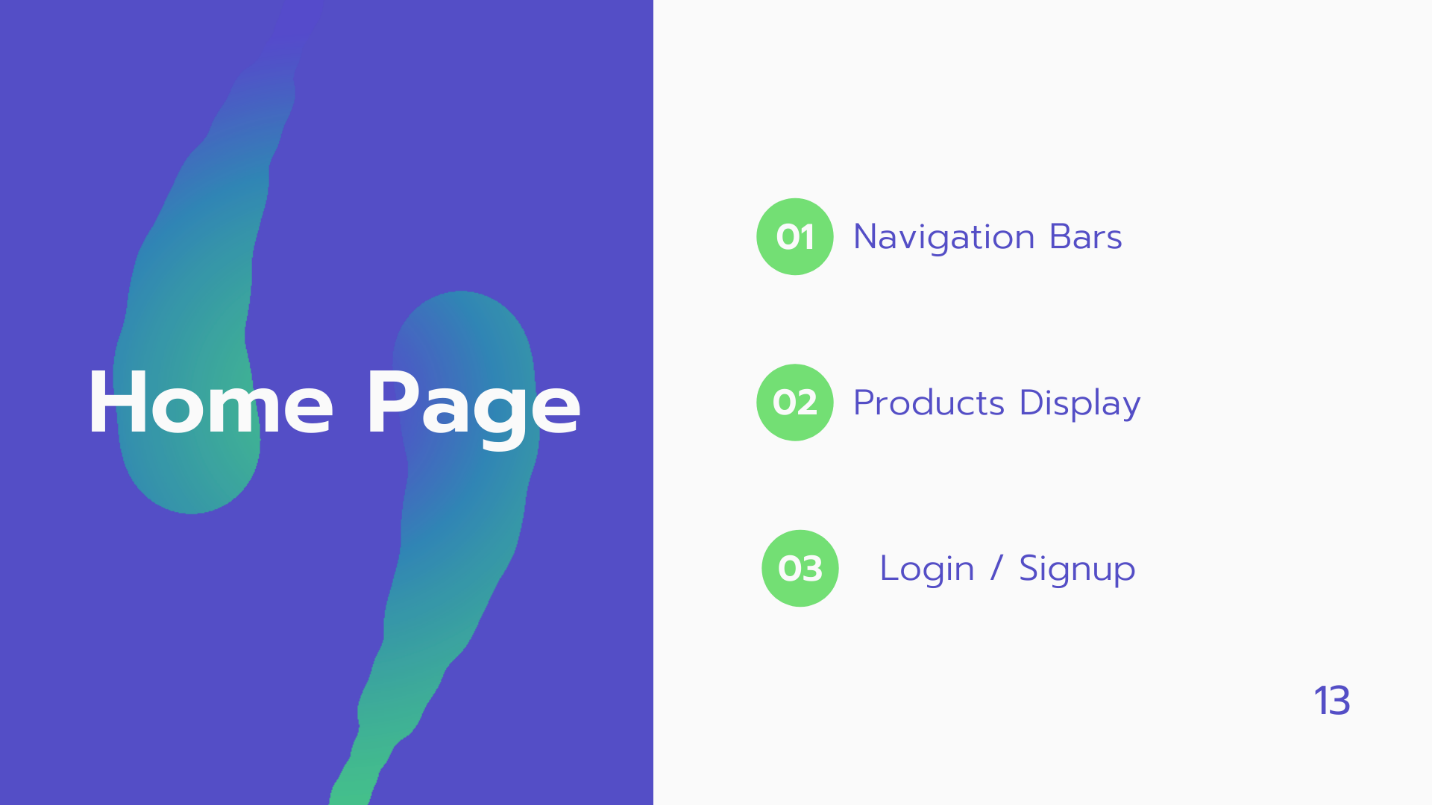 Home Page
01 Navigation Bars
02 Products Display
03 Login / Signup
13